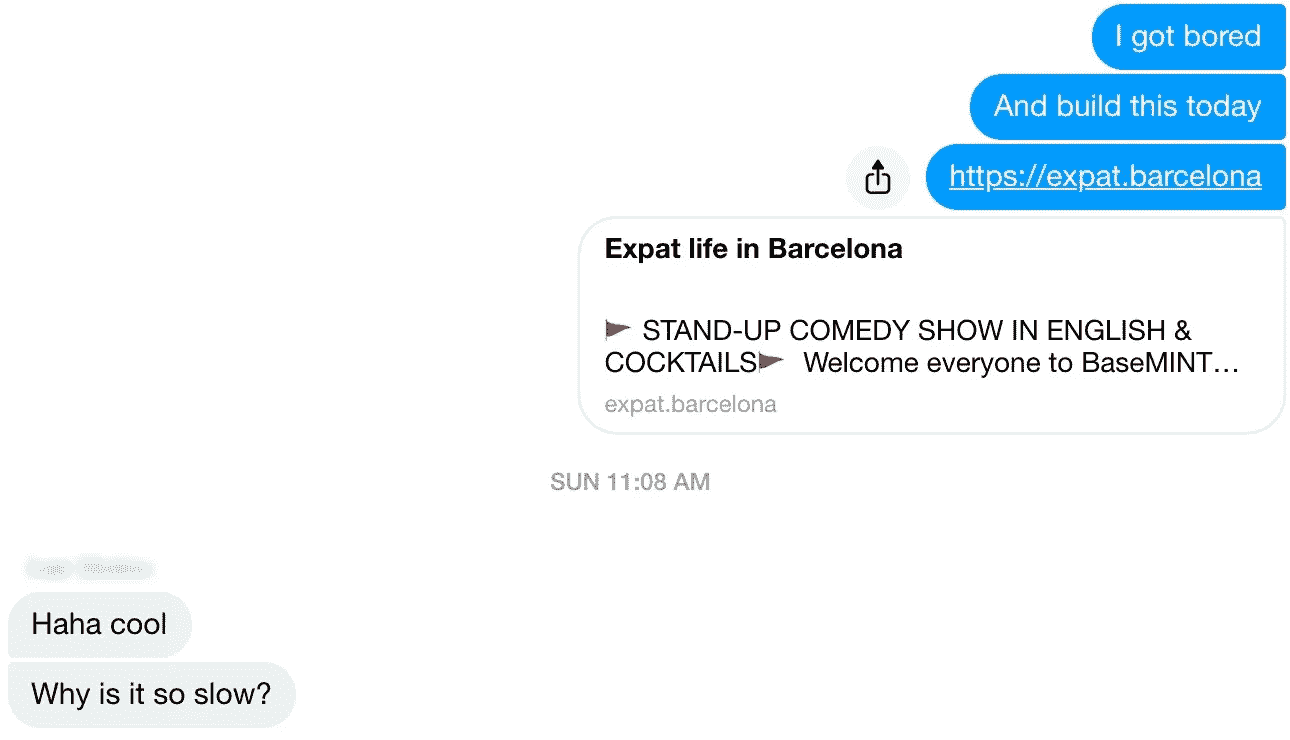 I got bored
And build this today
https://expat.barcelona
Expat life in Barcelona
STAND-UP COMEDY SHOW IN ENGLISH &
COCKTAILS Welcome everyone to BaseMINT...
expat.barcelona
SUN 11:08 AM
Haha cool
Why is it so slow?